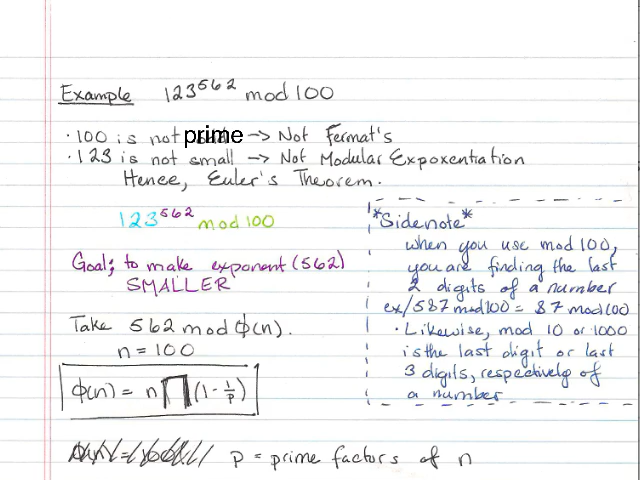 Example 123^562 mod 100
· 100 is not prime -> Not Fermat's
· 123 is not small -> Not Modular Expoxentiation
Hence, Euler's Theorem.
123^562 mod 100
Goal; to make exponent (562)
SMALLER
Take 562 mod φ(n).
n = 100
φ(n) = n∏(1 - 1/p)
p = prime factors of n
*Sidenote*
when you use mod 100,
you are finding the last
2 digits of a number
ex/587 mod 100 = 87 mod 100
· Likewise, mod 10 or 1000
is the last digit or last
3 digits, respectively of
a number